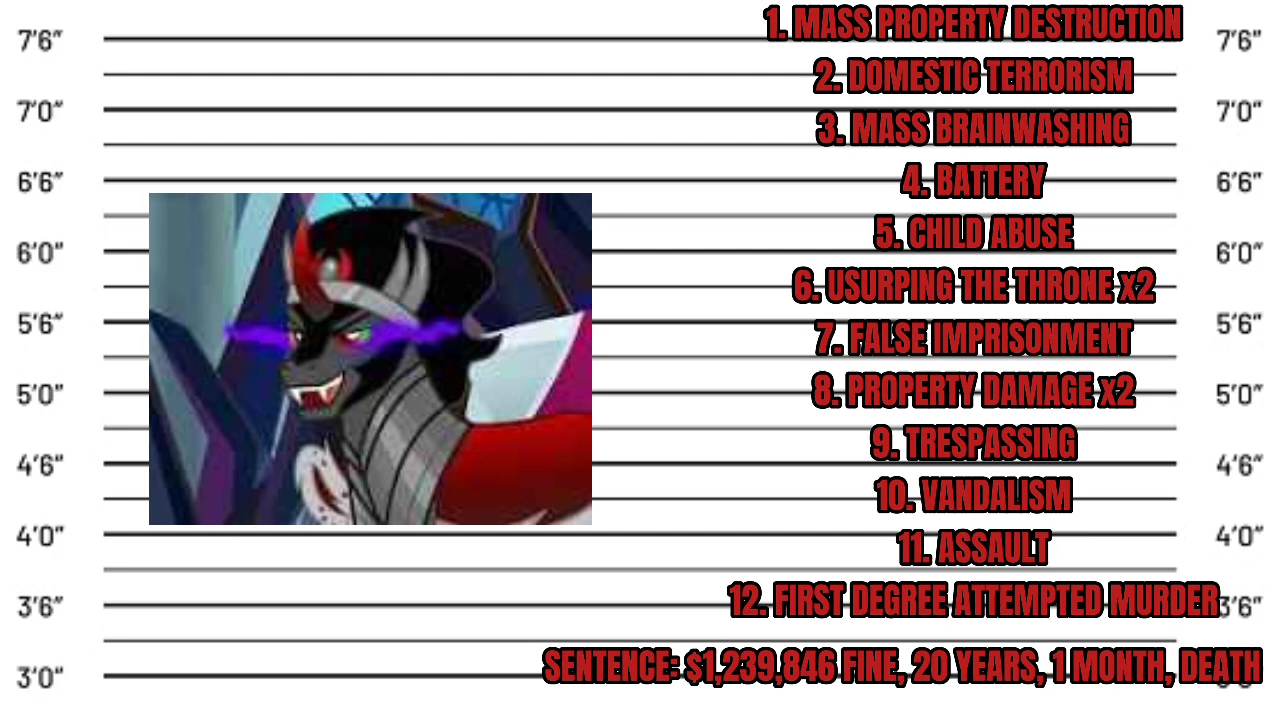 1. MASS PROPERTY DESTRUCTION
7'6" 7'6"
2. DOMESTIC TERRORISM
7'0" 7'0"
3. MASS BRAINWASHING
6'6" 4. BATTERY 6'6"
5. CHILD ABUSE
6'0" 6'0"
6. USURPING THE THRONE x2
5'6" 5'6"
7. FALSE IMPRISONMENT
5'0" 8. PROPERTY DAMAGE x2 5'0"
9. TRESPASSING
4'6" 4'6"
10. VANDALISM
4'0" 4'0"
11. ASSAULT
3'6" 12. FIRST DEGREE ATTEMPTED MURDER 3'6"
3'0" SENTENCE: $1,239,846 FINE, 20 YEARS, 1 MONTH, DEATH